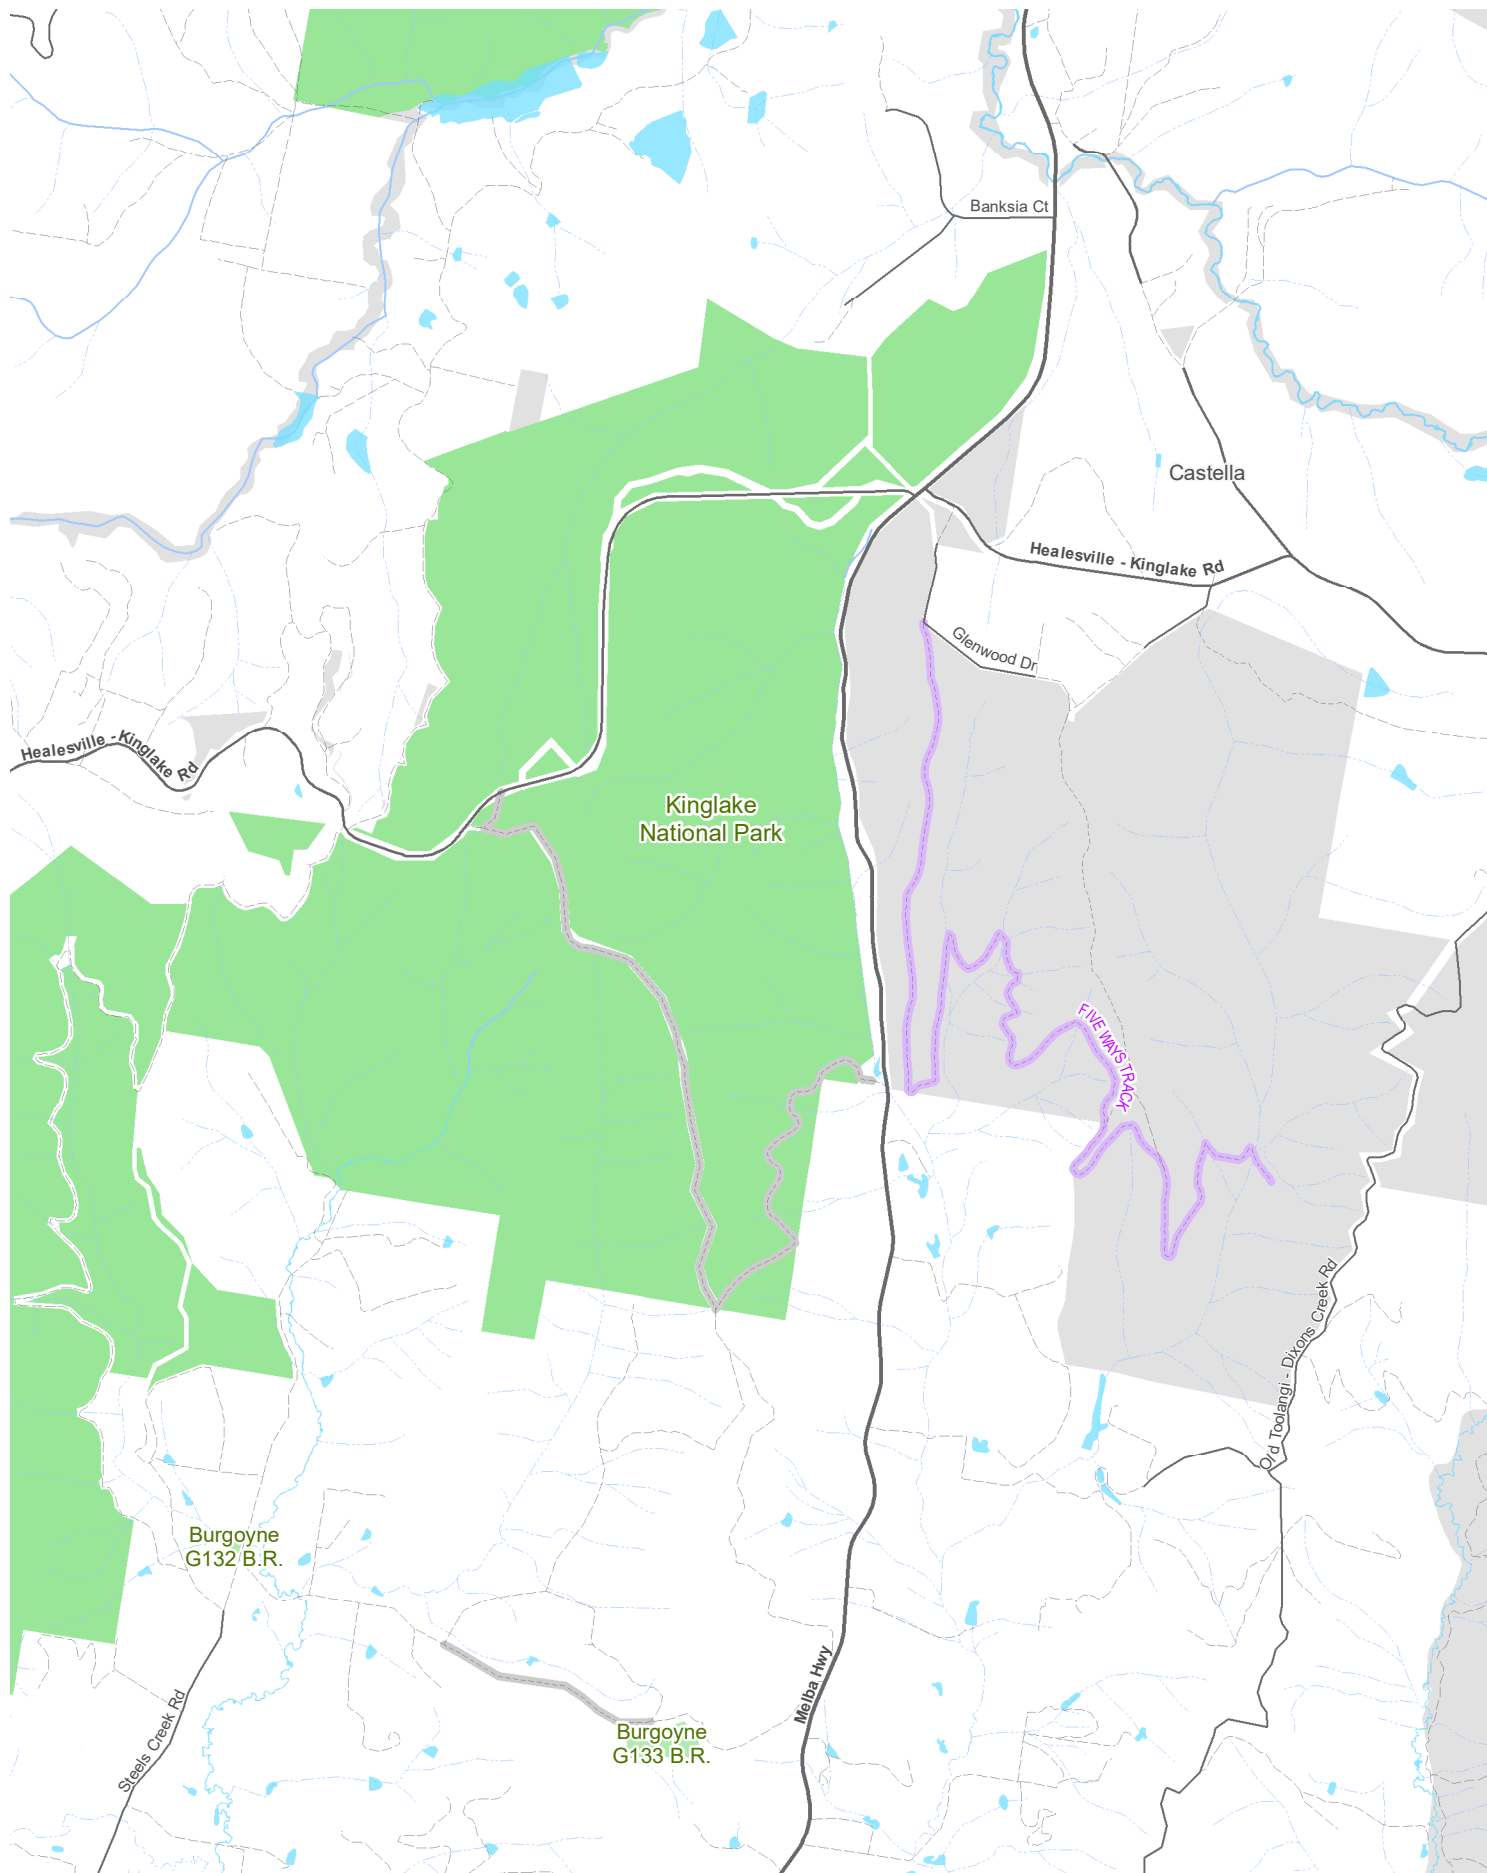 Banksia Ct
Castella
Healesville - Kinglake Rd
Glenwood Dr
Healesville - Kinglake Rd
Kinglake
National Park
FIVE WAYS TRACK
Old Toolangi - Dixons Creek Rd
Burgoyne
G132 B.R.
Melba Hwy
Steels Creek Rd
Burgoyne
G133 B.R.